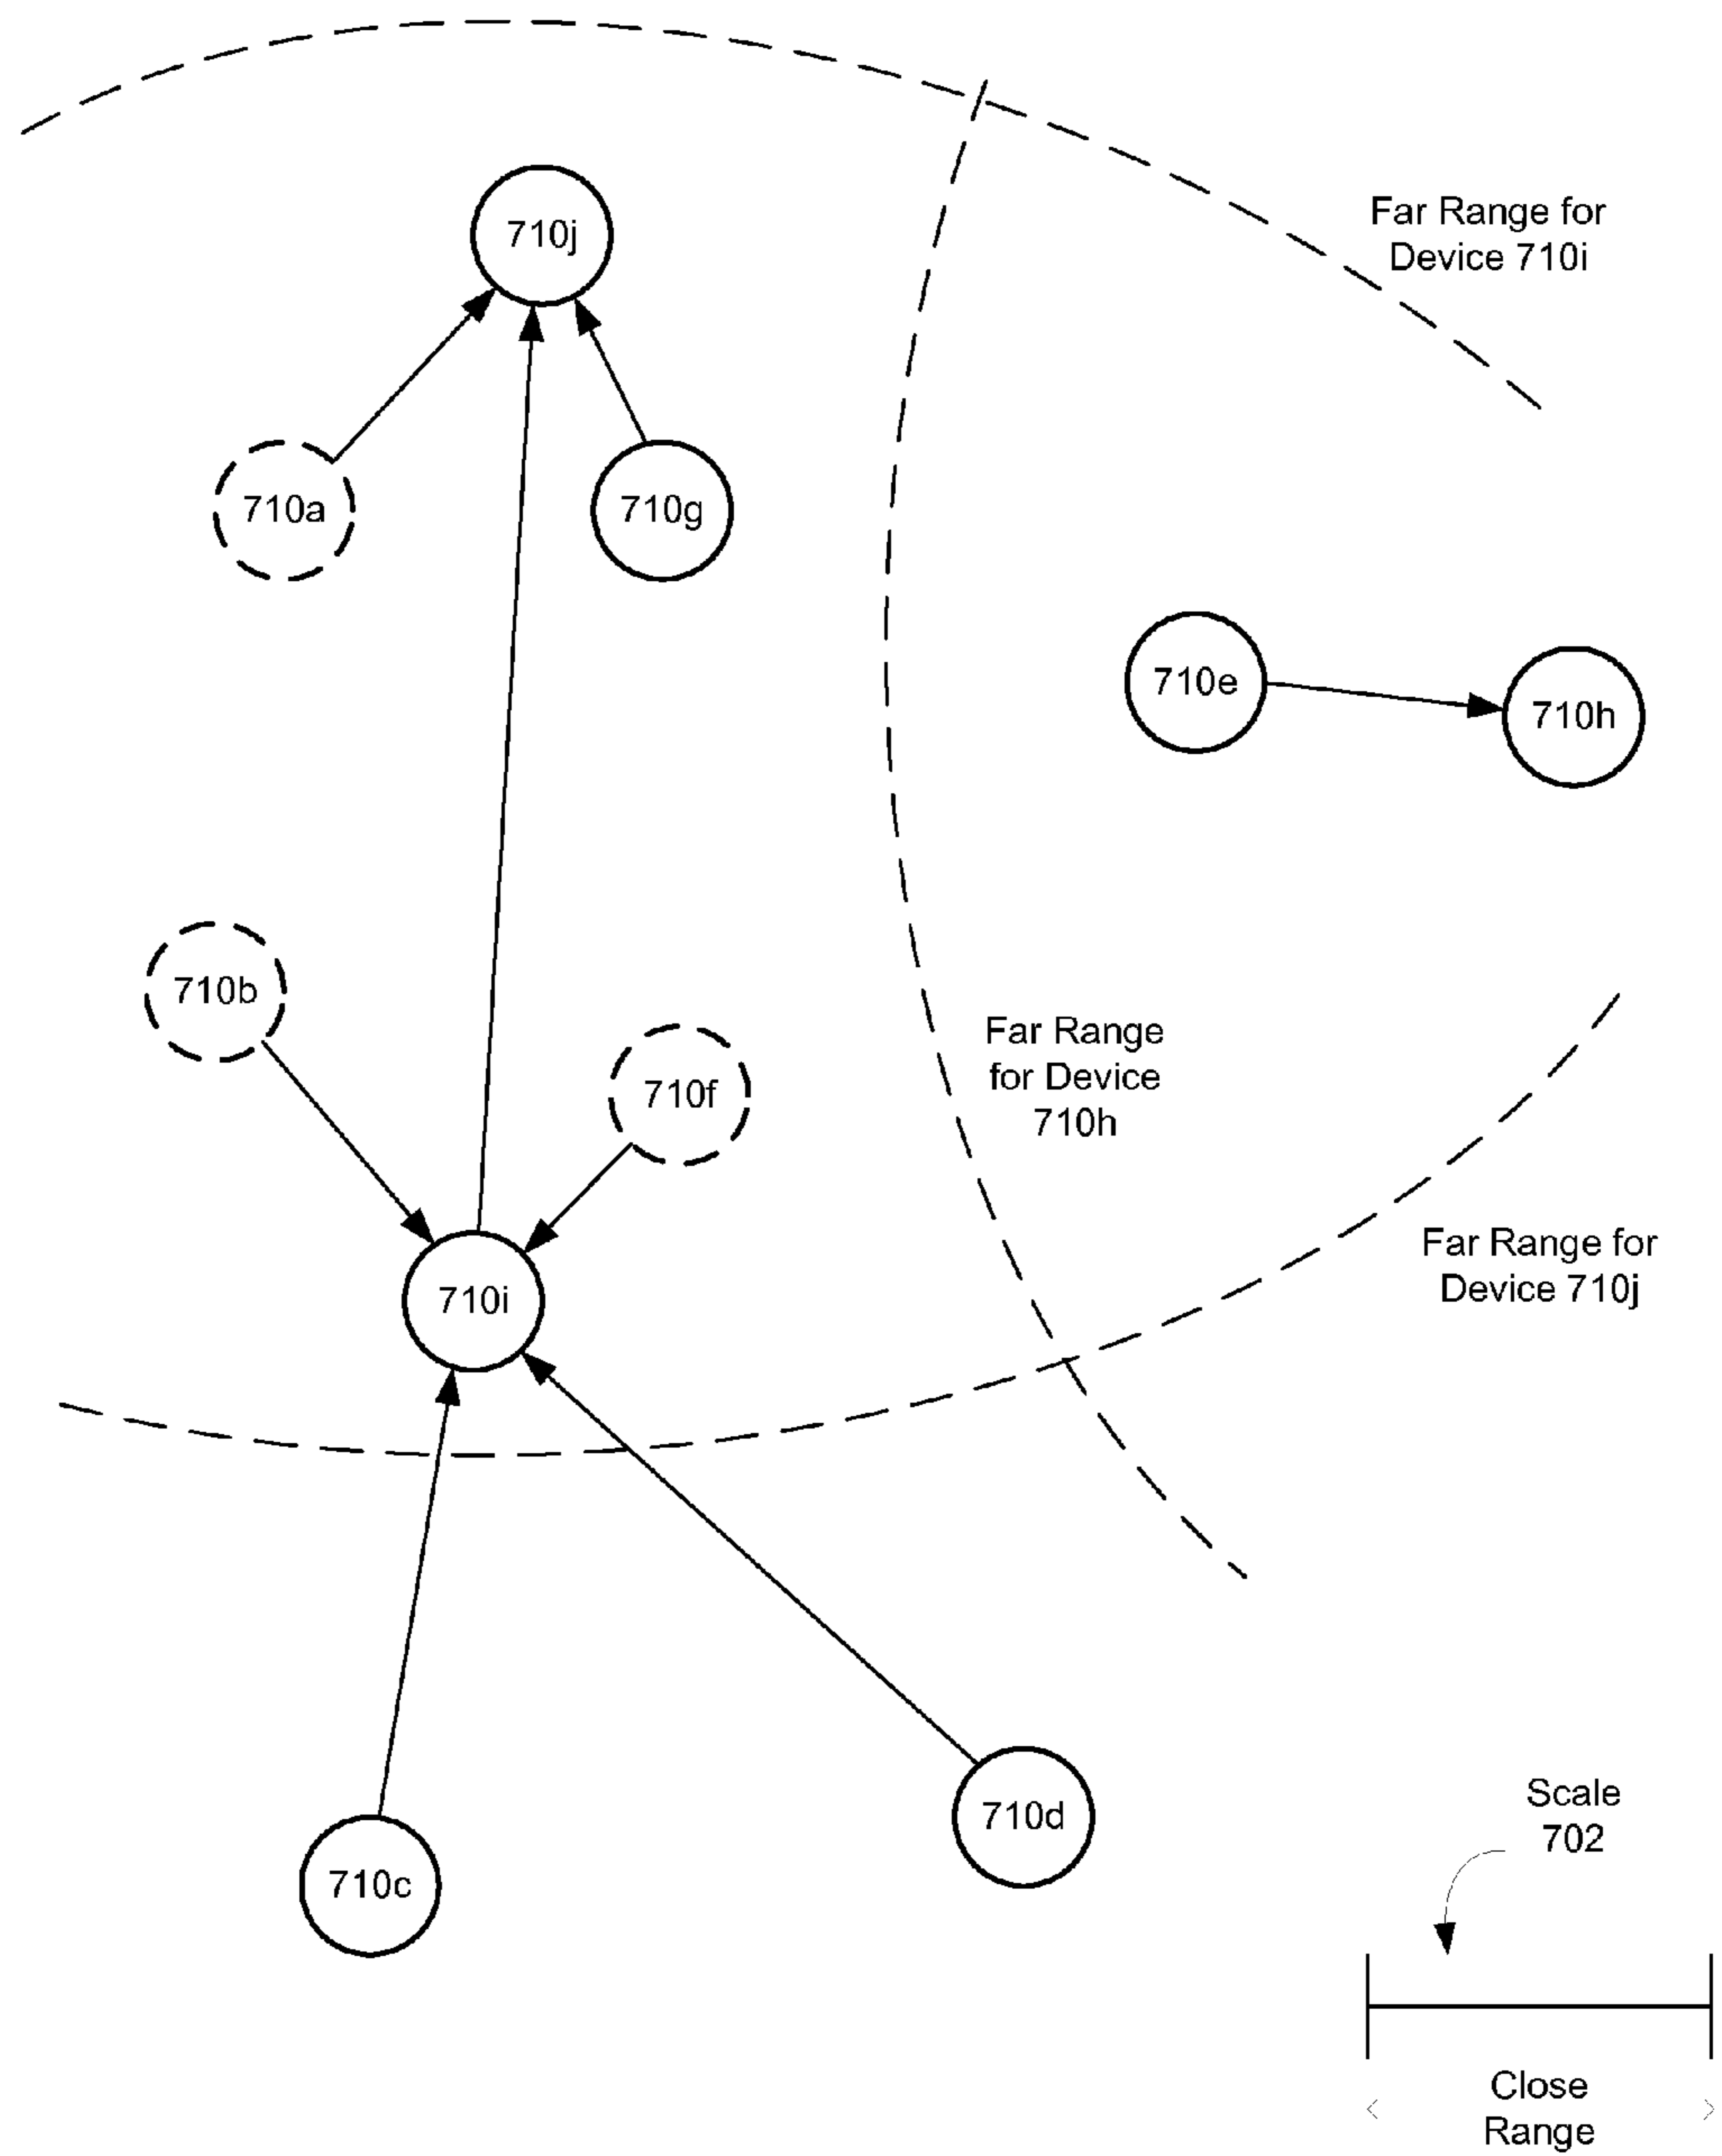 Far Range for
Device 710i
710j
710a
710g
710e
710h
710b
Far Range
for Device
710h
710f
Far Range for
Device 710j
710i
710d
710c
Scale
702
Close
Range